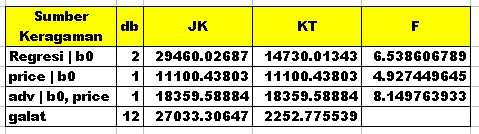 Sumber Keragaman db JK KT F
Regresi | b0 2 29460.02687 14730.01343 6.538606789
price | b0 1 11100.43803 11100.43803 4.927449645
adv | b0, price 1 18359.58884 18359.58884 8.149763933
galat 12 27033.30647 2252.775539